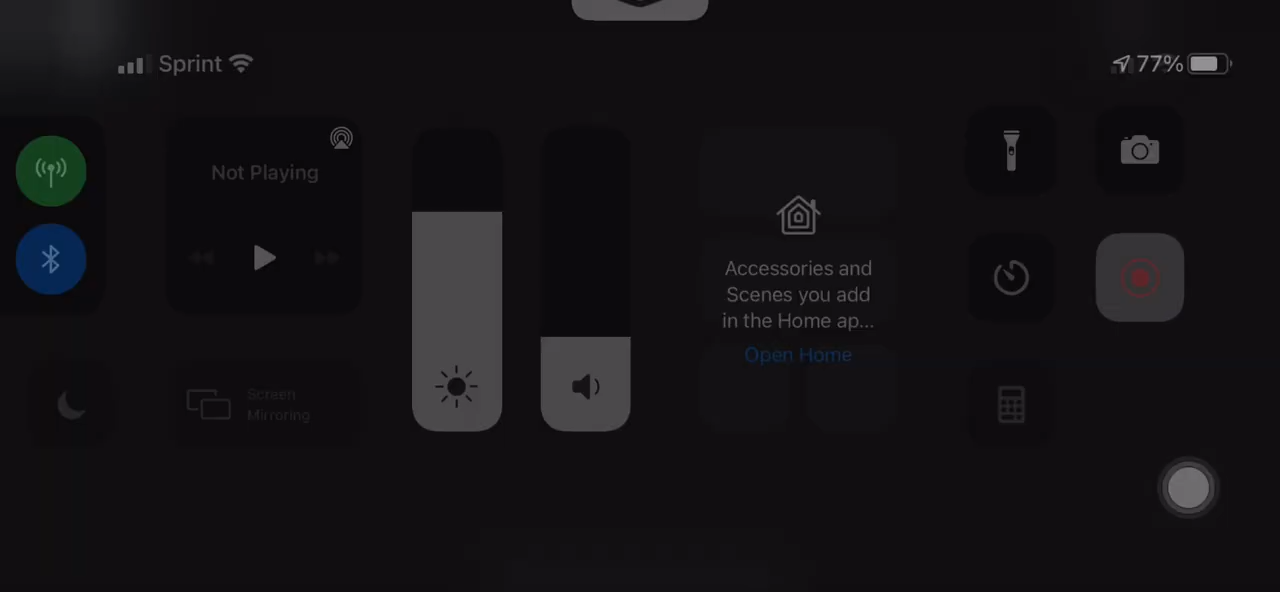 Sprint
77%
Not Playing
Accessories and
Scenes you add
in the Home ap...
Open Home
Screen
Mirroring